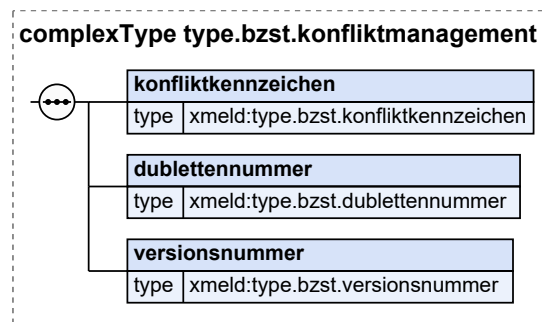 complexType type.bzst.konfliktmanagement
konfliktkennzeichen
type xmeld:type.bzst.konfliktkennzeichen
dublettennummer
type xmeld:type.bzst.dublettennummer
versionsnummer
type xmeld:type.bzst.versionsnummer